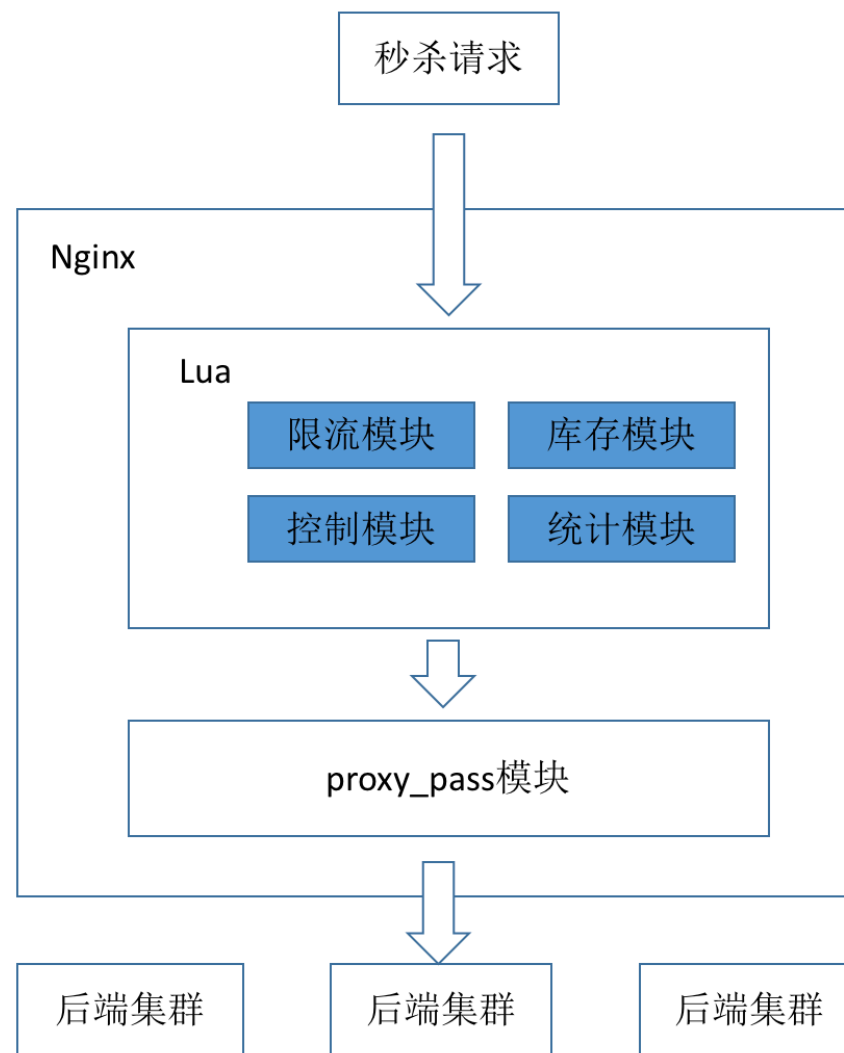 秒杀请求
Nginx
Lua
限流模块
库存模块
控制模块
统计模块
proxy_pass模块
后端集群
后端集群
后端集群